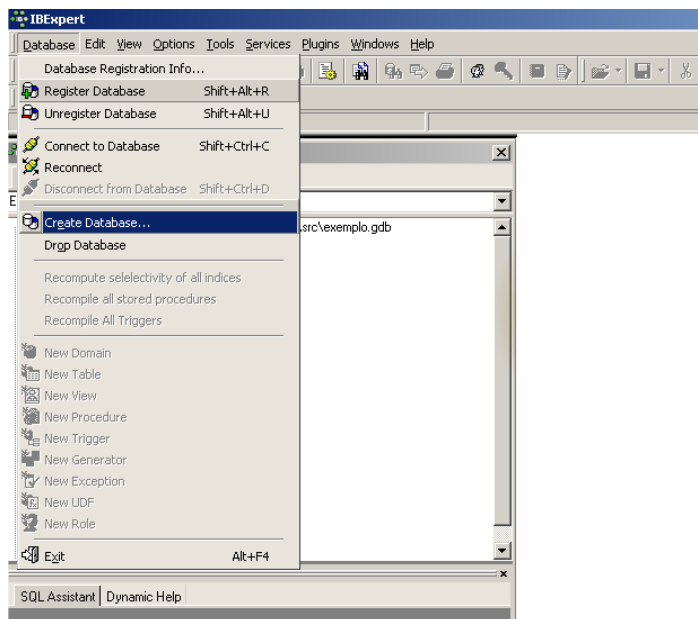 IBExpert
Database Edit View Options Tools Services Plugins Windows Help
Database Registration Info...
Register Database Shift+Alt+R
Unregister Database Shift+Alt+U
Connect to Database Shift+Ctrl+C
Reconnect
Disconnect from Database Shift+Ctrl+D
E
Create Database...
src\exemplo.gdb
Drop Database
Recompute selelectivity of all indices
Recompile all stored procedures
Recompile All Triggers
New Domain
New Table
New View
New Procedure
New Trigger
New Generator
New Exception
New UDF
New Role
Exit Alt+F4
SQL Assistant Dynamic Help